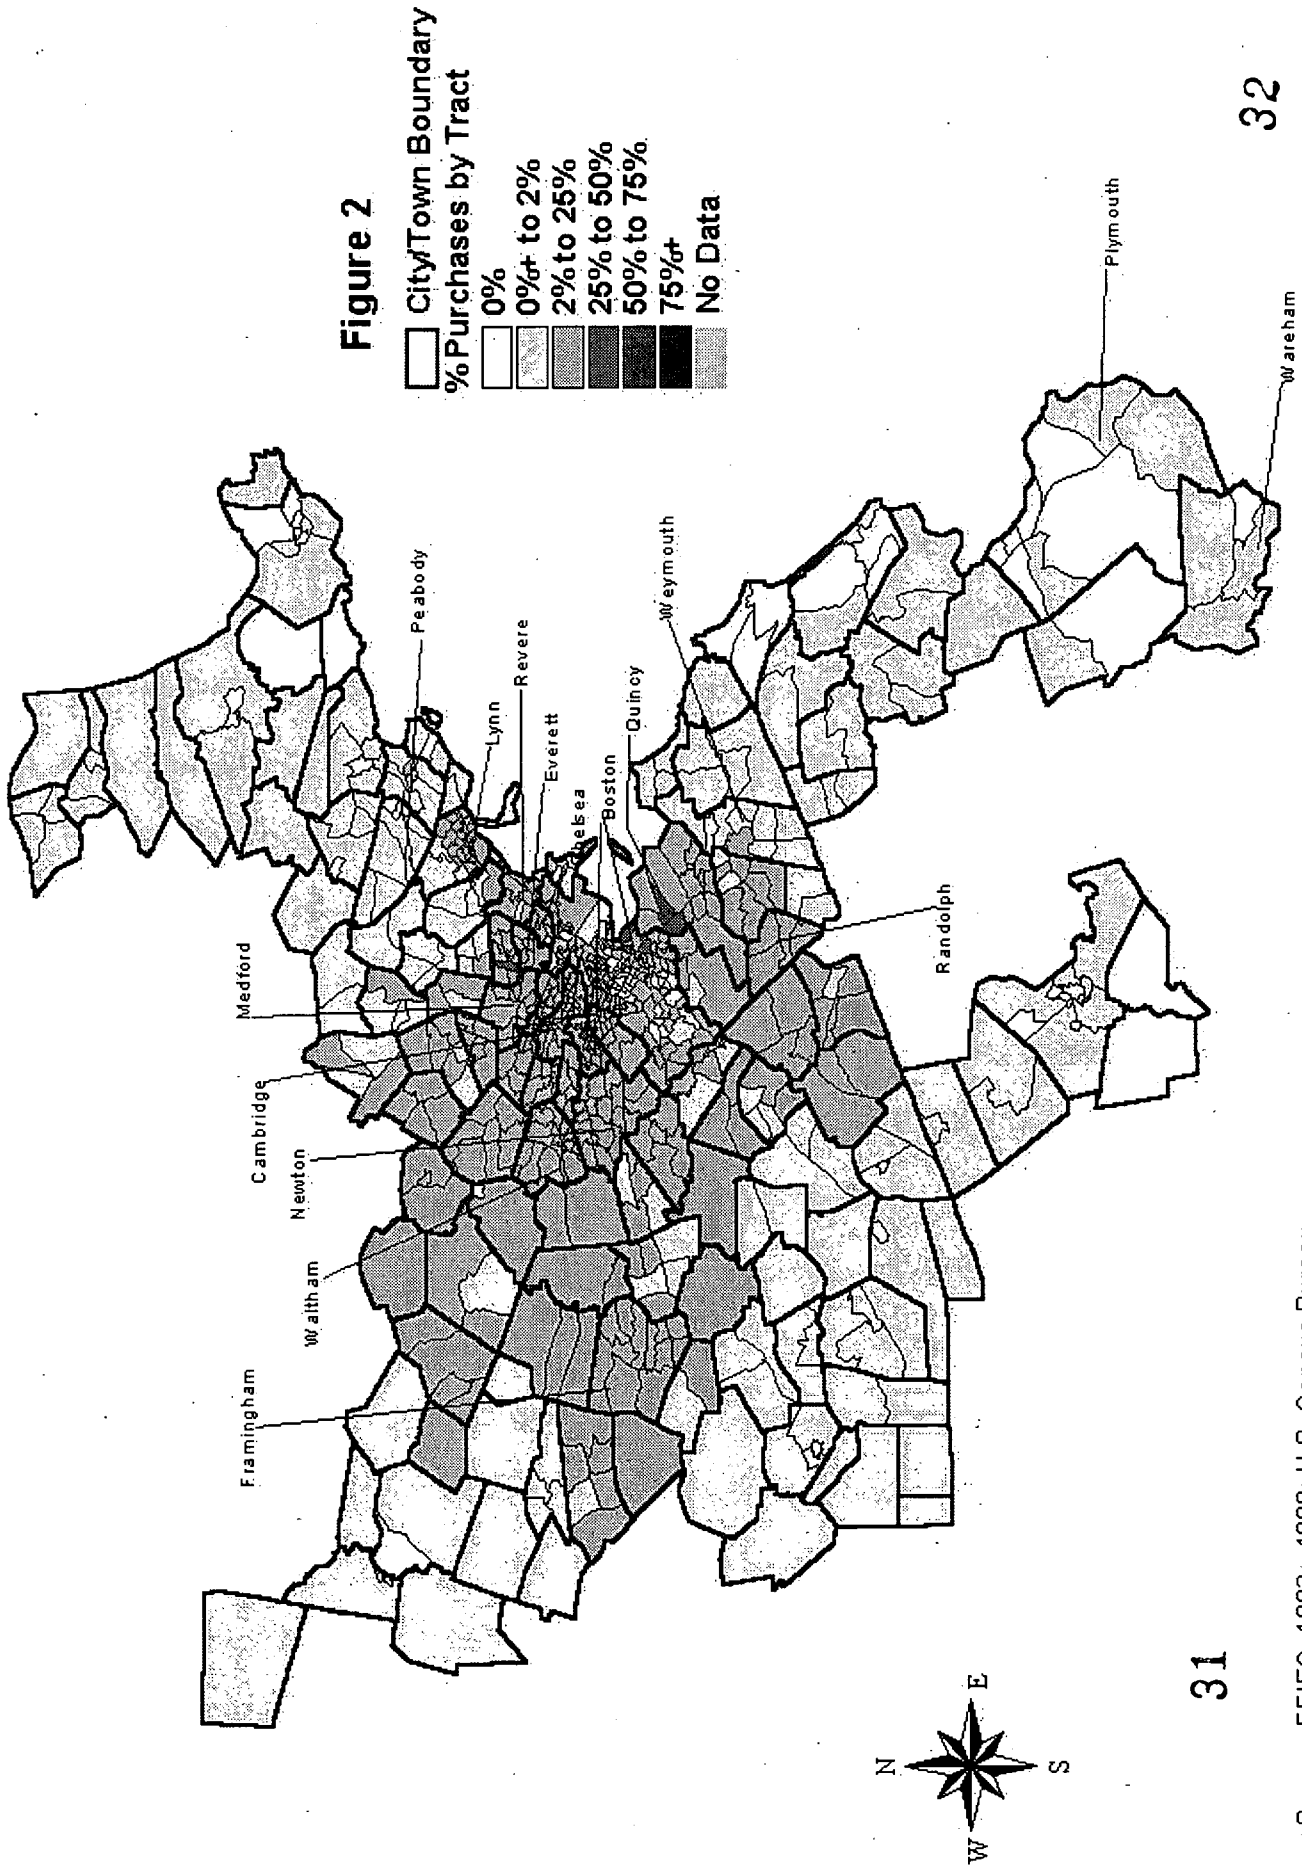 Figure 2
City/Town Boundary
% Purchases by Tract
0%
0%+ to 2%
2% to 25%
25% to 50%
50% to 75%
75%+
No Data
Peabody
Lynn
Revere
Everett
elsea
Boston
Quincy
Weymouth
Plymouth
Wareham
Medford
Cambridge
Newton
Waltham
Framingham
Randolph
N
E
S
W
31
32